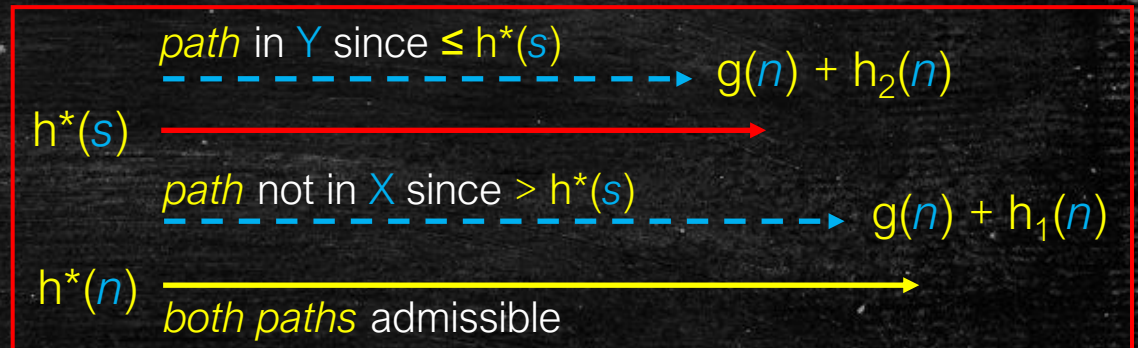 path in Y since ≤ h*(s)
g(n) + h₂(n)
h*(s)
path not in X since > h*(s)
g(n) + h₁(n)
h*(n)
both paths admissible